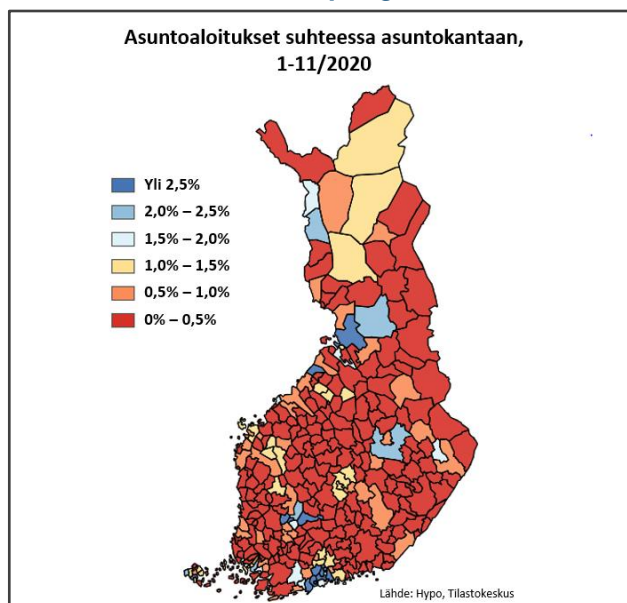 Asuntoaloitukset suhteessa asuntokantaan,
1-11/2020
Yli 2,5%
2,0% – 2,5%
1,5% – 2,0%
1,0% – 1,5%
0,5% – 1,0%
0% – 0,5%
Lähde: Hypo, Tilastokeskus